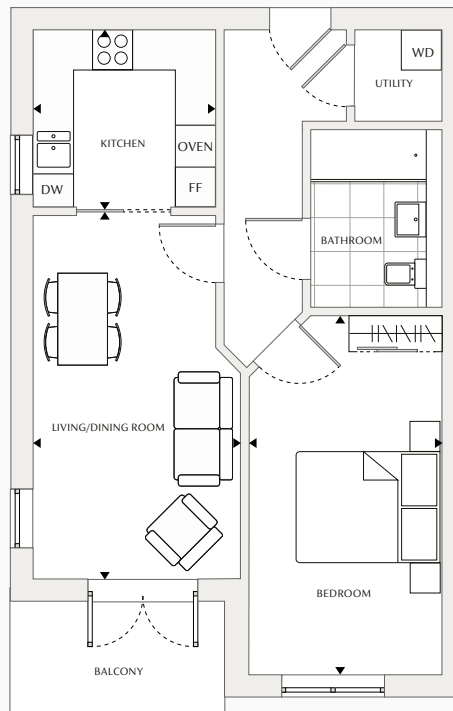 WD
UTILITY
KITCHEN
OVEN
DW
FF
BATHROOM
LIVING/DINING ROOM
BEDROOM
BALCONY